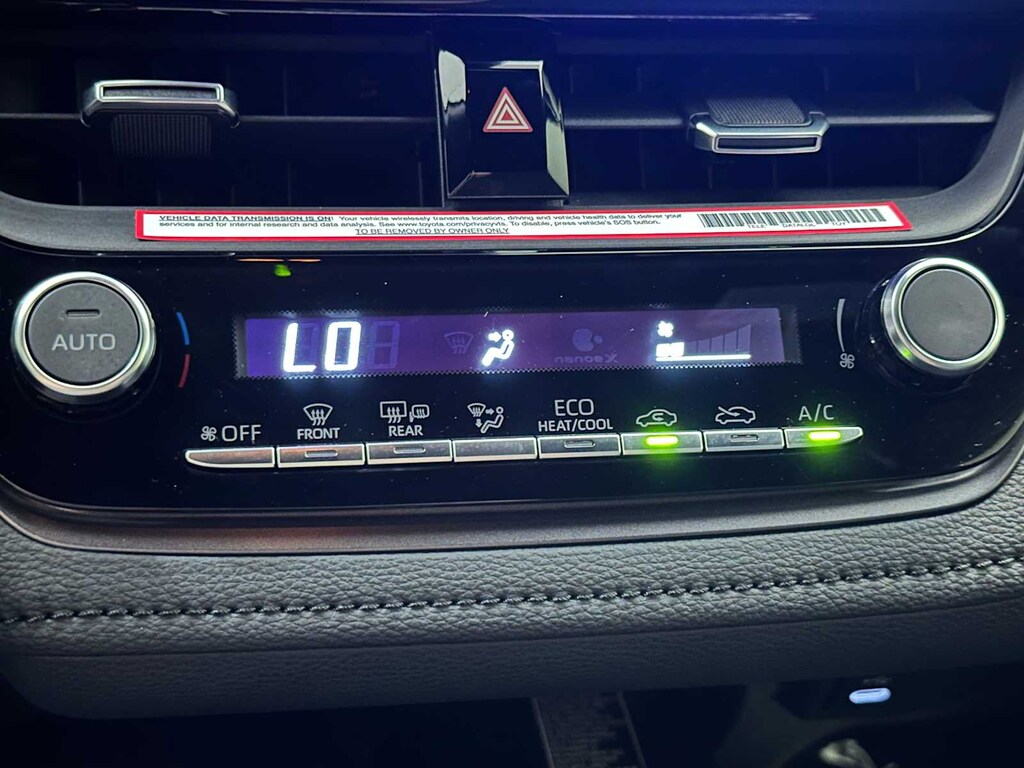 VEHICLE DATA TRANSMISSION IS ON! Your vehicle wirelessly transmits location, driving and vehicle health data to deliver your
services and for internal research and data analysis. See www.toyota.com/privacyvts. To disable, press vehicle's SOS button.
TO BE REMOVED BY OWNER ONLY
AUTO
LO
OFF
FRONT
REAR
ECO
HEAT/COOL
A/C